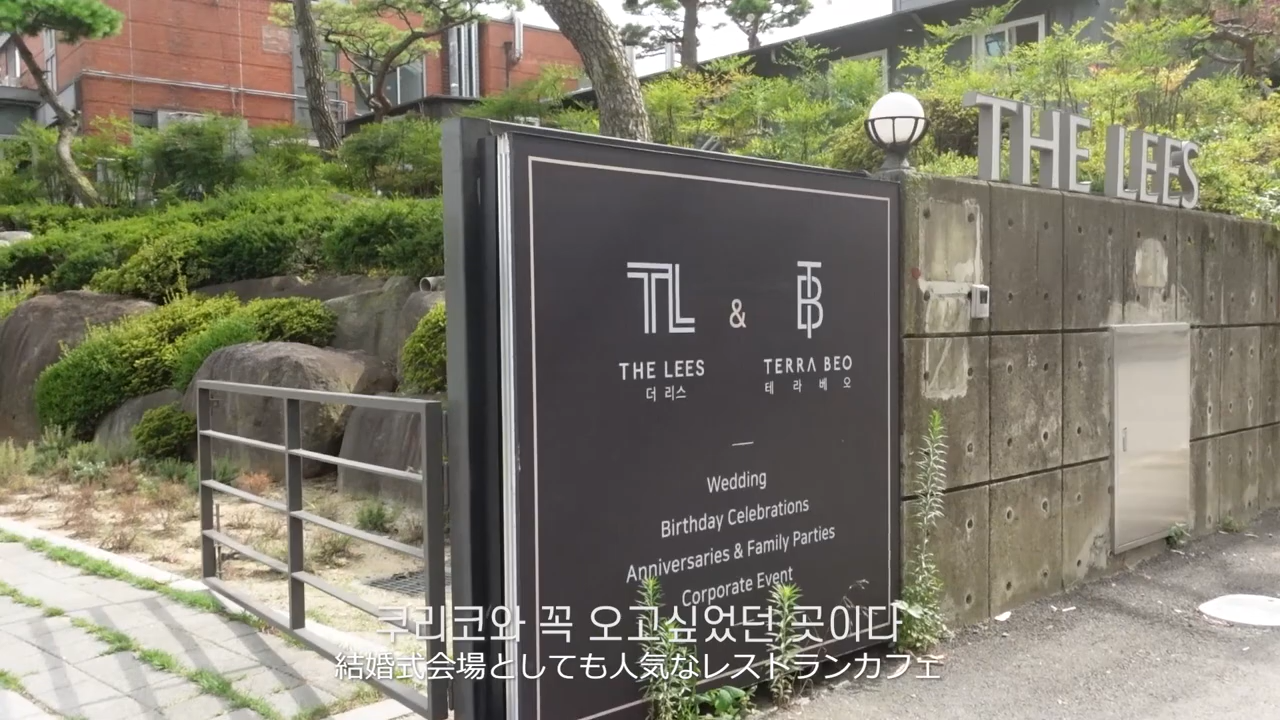 THE LEES
TL & TB
THE LEES
더 리스
TERRA BEO
테라베오
Wedding
Birthday Celebrations
Anniversaries & Family Parties
Corporate Event
쿠리코와 꼭 오고싶었던 곳이다
結婚式会場としても人気なレストランカフェ